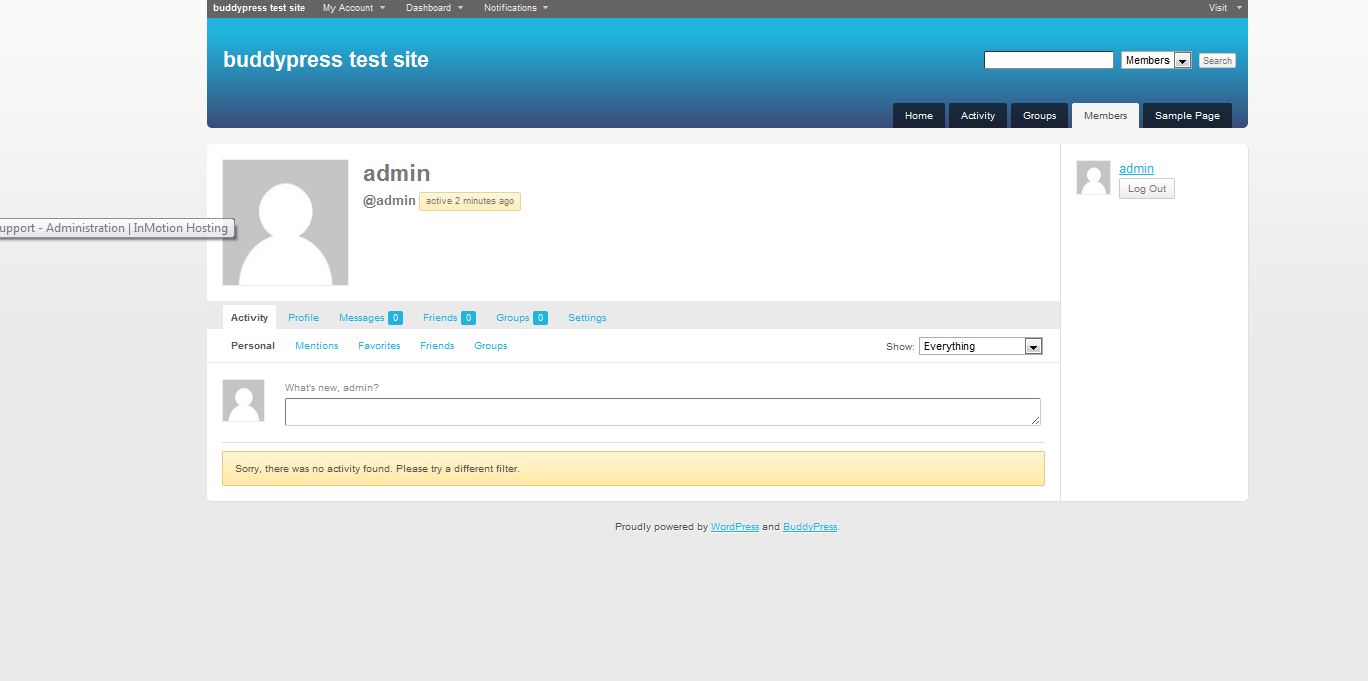 buddypress test site My Account Dashboard Notifications Visit
buddypress test site
Members Search
Home Activity Groups Members Sample Page
admin
@admin active 2 minutes ago
admin
Log Out
upport - Administration | InMotion Hosting
Activity Profile Messages 0 Friends 0 Groups 0 Settings
Personal Mentions Favorites Friends Groups Show: Everything
What's new, admin?
Sorry, there was no activity found. Please try a different filter.
Proudly powered by WordPress and BuddyPress.